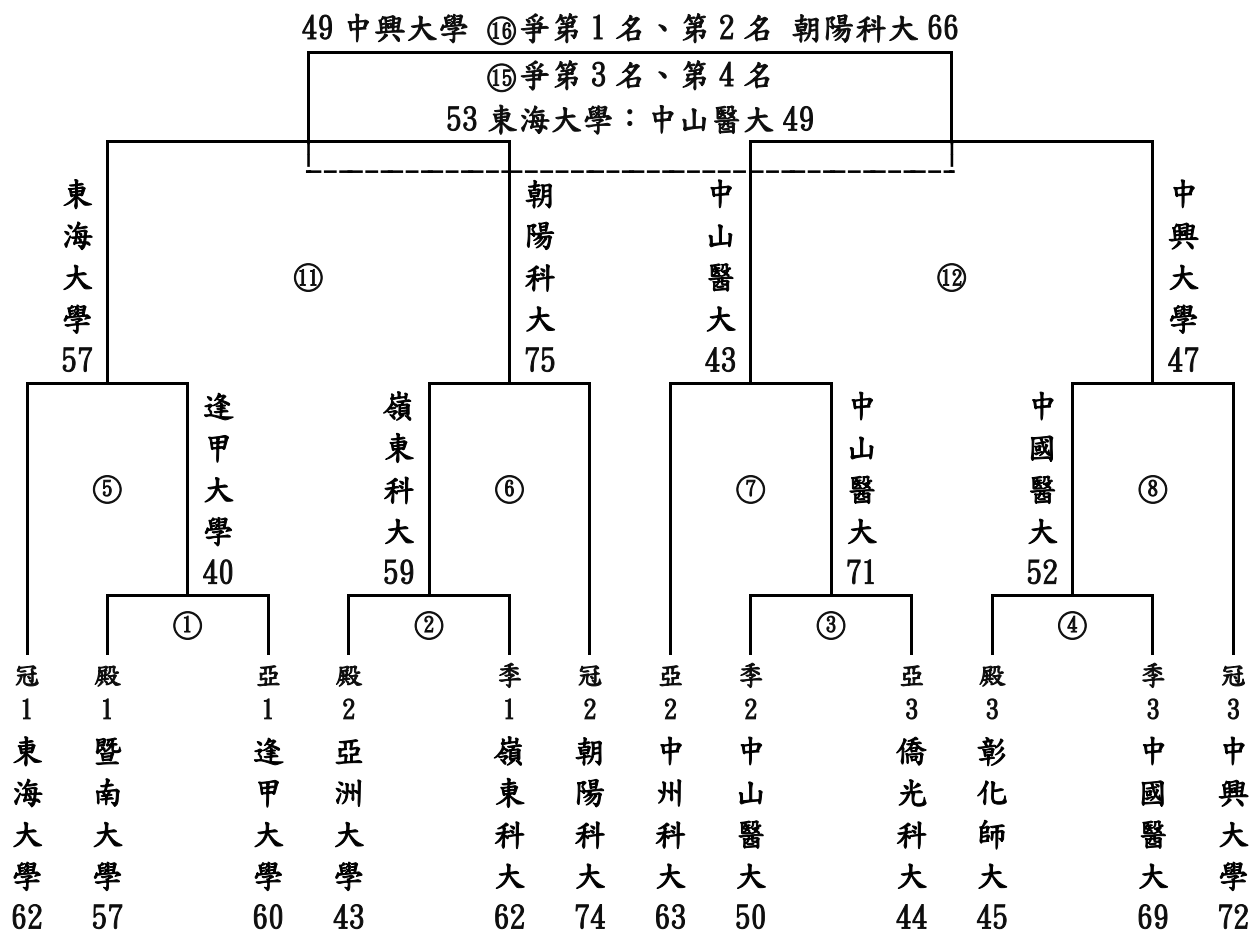 49 中興大學 ⑯爭第 1 名、第 2 名 朝陽科大 66
⑮爭第 3 名、第 4 名
53 東海大學：中山醫大 49
東海大學 57
朝陽科大 75
中山醫大 43
中興大學 47
⑪
⑫
逢甲大學 40
嶺東科大 59
中山醫大 71
中國醫大 52
⑤
⑥
⑦
⑧
①
②
③
④
冠 1 東海大學 62
殿 1 暨南大學 57
亞 1 逢甲大學 60
殿 2 亞洲大學 43
季 1 嶺東科大 62
冠 2 朝陽科大 74
亞 2 中州科大 63
季 2 中山醫大 50
亞 3 僑光科大 44
殿 3 彰化師大 45
季 3 中國醫大 69
冠 3 中興大學 72